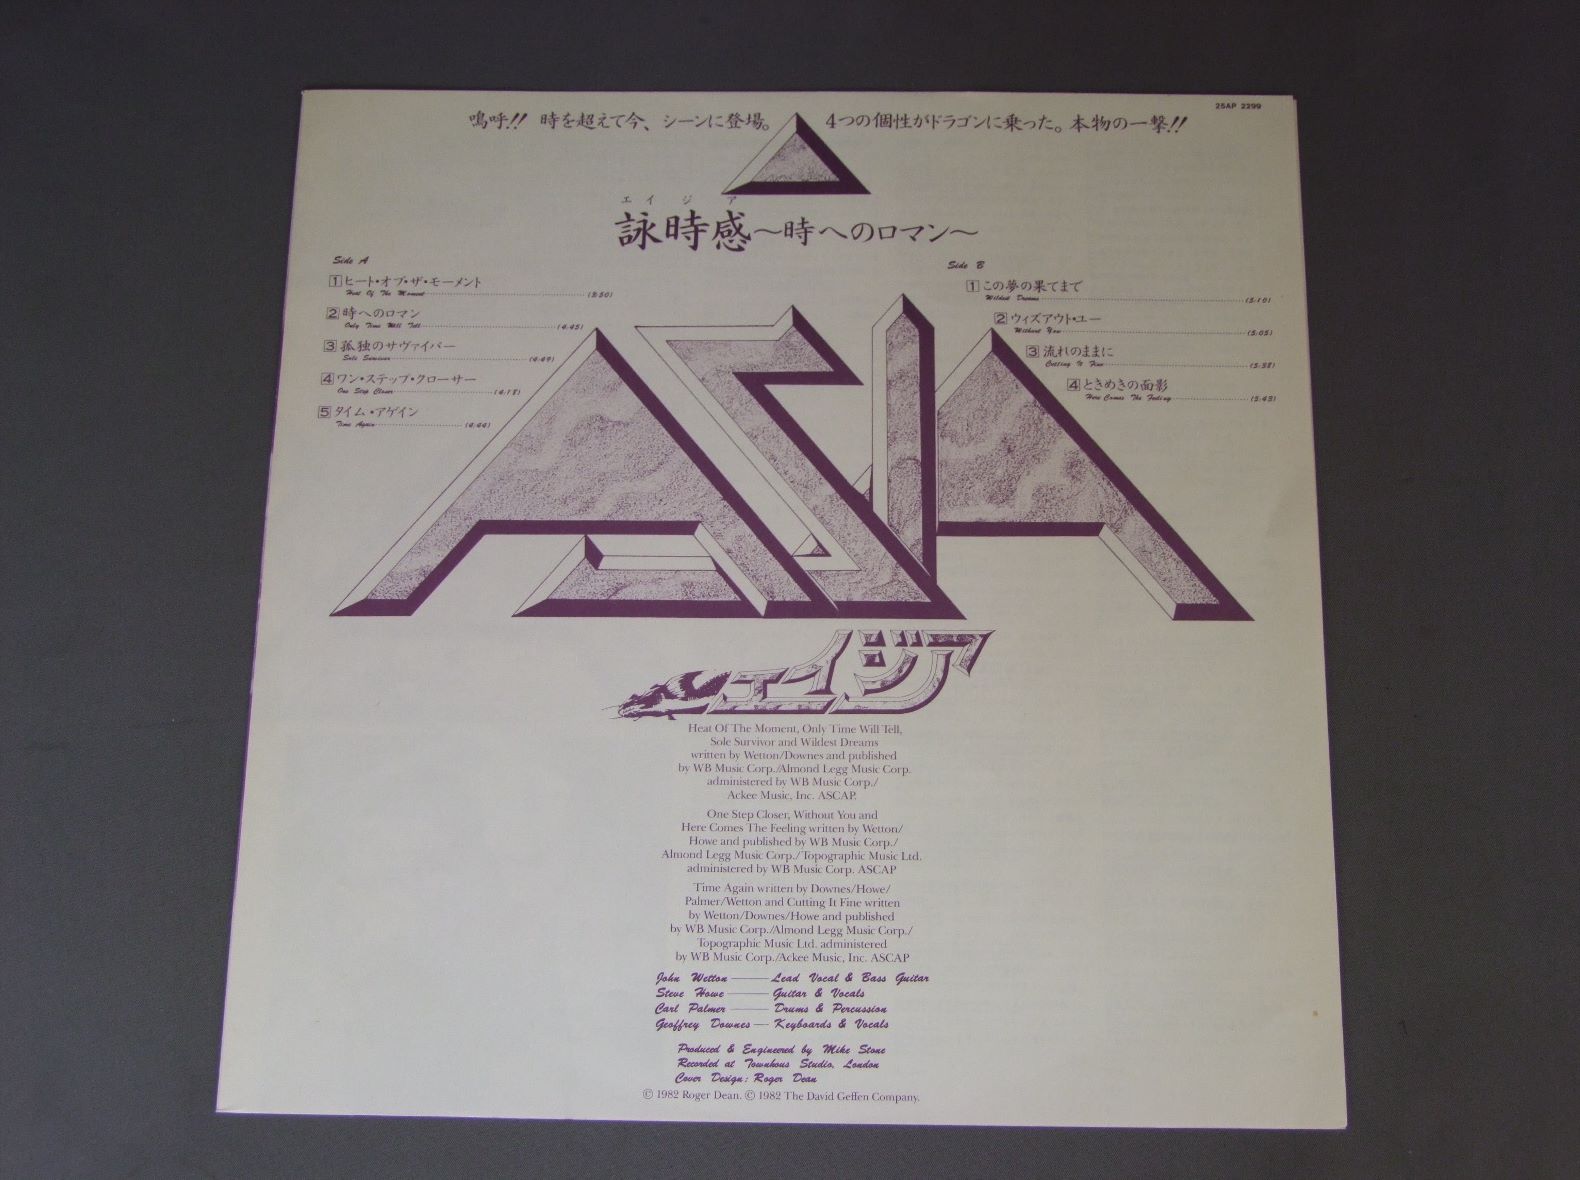 25AP 2299
嗚呼!! 時を超えて今、シーンに登場。 4つの個性がドラゴンに乗った。本物の一撃!!
エイジア
詠時感〜時へのロマン〜
Side A
1 ヒート・オブ・ザ・モーメント
Heat Of The Moment (3:50)
2 時へのロマン
Only Time Will Tell (4:45)
3 孤独のサヴァイバー
Sole Survivor (4:49)
4 ワン・ステップ・クローサー
One Step Closer (4:18)
5 タイム・アゲイン
Time Again (4:44)
Side B
1 この夢の果てまで
Wildest Dreams (5:10)
2 ウィズアウト・ユー
Without You (5:05)
3 流れのままに
Cutting It Fine (5:38)
4 ときめきの面影
Here Comes The Feeling (5:43)
ASIA
エイジア
Heat Of The Moment, Only Time Will Tell,
Sole Survivor and Wildest Dreams
written by Wetton/Downes and published
by WB Music Corp./Almond Legg Music Corp.
administered by WB Music Corp./
Ackee Music, Inc. ASCAP.
One Step Closer, Without You and
Here Comes The Feeling written by Wetton/
Howe and published by WB Music Corp./
Almond Legg Music Corp./Topographic Music Ltd.
administered by WB Music Corp. ASCAP
Time Again written by Downes/Howe/
Palmer/Wetton and Cutting It Fine written
by Wetton/Downes/Howe and published
by WB Music Corp./Almond Legg Music Corp./
Topographic Music Ltd. administered
by WB Music Corp./Ackee Music, Inc. ASCAP
John Wetton — Lead Vocal & Bass Guitar
Steve Howe — Guitar & Vocals
Carl Palmer — Drums & Percussion
Geoffrey Downes — Keyboards & Vocals
Produced & Engineered by Mike Stone
Recorded at Townhous Studio, London
Cover Design: Roger Dean
© 1982 Roger Dean. © 1982 The David Geffen Company.